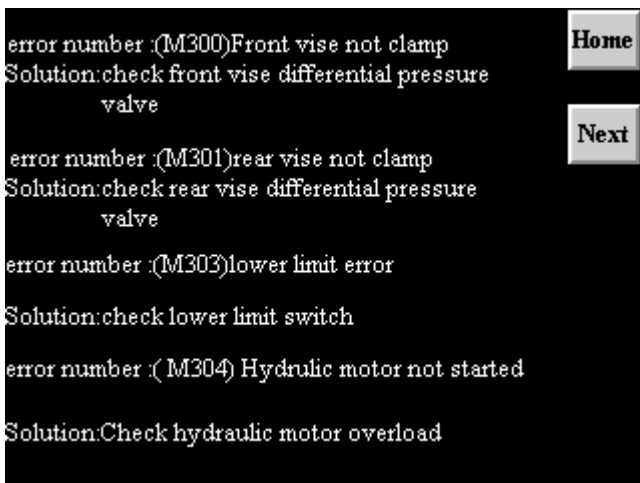 error number :(M300)Front vise not clamp
Home
Solution:check front vise differential pressure
valve
Next
error number :(M301)rear vise not clamp
Solution:check rear vise differential pressure
valve
error number :(M303)lower limit error
Solution:check lower limit switch
error number :( M304) Hydrulic motor not started
Solution:Check hydraulic motor overload